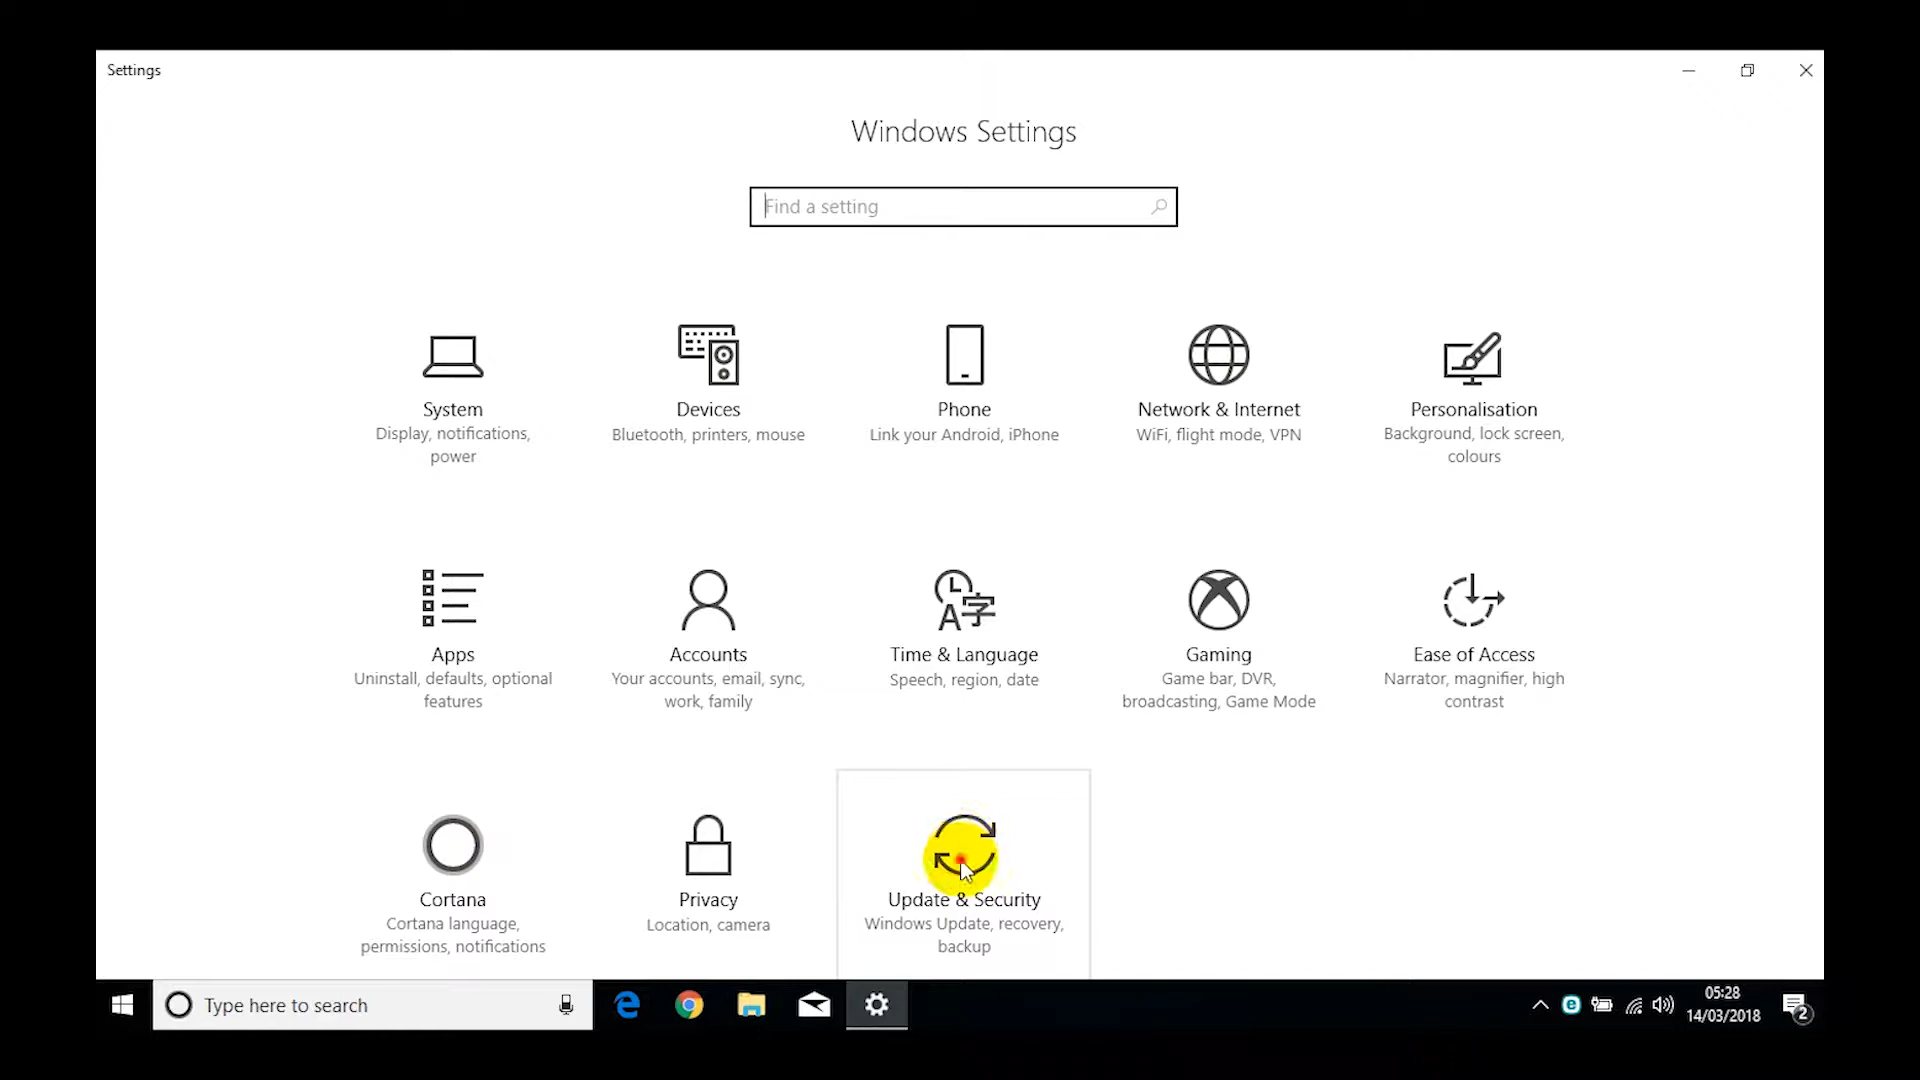 Settings
Windows Settings
Find a setting
System
Display, notifications,
power
Devices
Bluetooth, printers, mouse
Phone
Link your Android, iPhone
Network & Internet
WiFi, flight mode, VPN
Personalisation
Background, lock screen,
colours
Apps
Uninstall, defaults, optional
features
Accounts
Your accounts, email, sync,
work, family
Time & Language
Speech, region, date
Gaming
Game bar, DVR,
broadcasting, Game Mode
Ease of Access
Narrator, magnifier, high
contrast
Cortana
Cortana language,
permissions, notifications
Privacy
Location, camera
Update & Security
Windows Update, recovery,
backup
Type here to search
05:28
14/03/2018
2